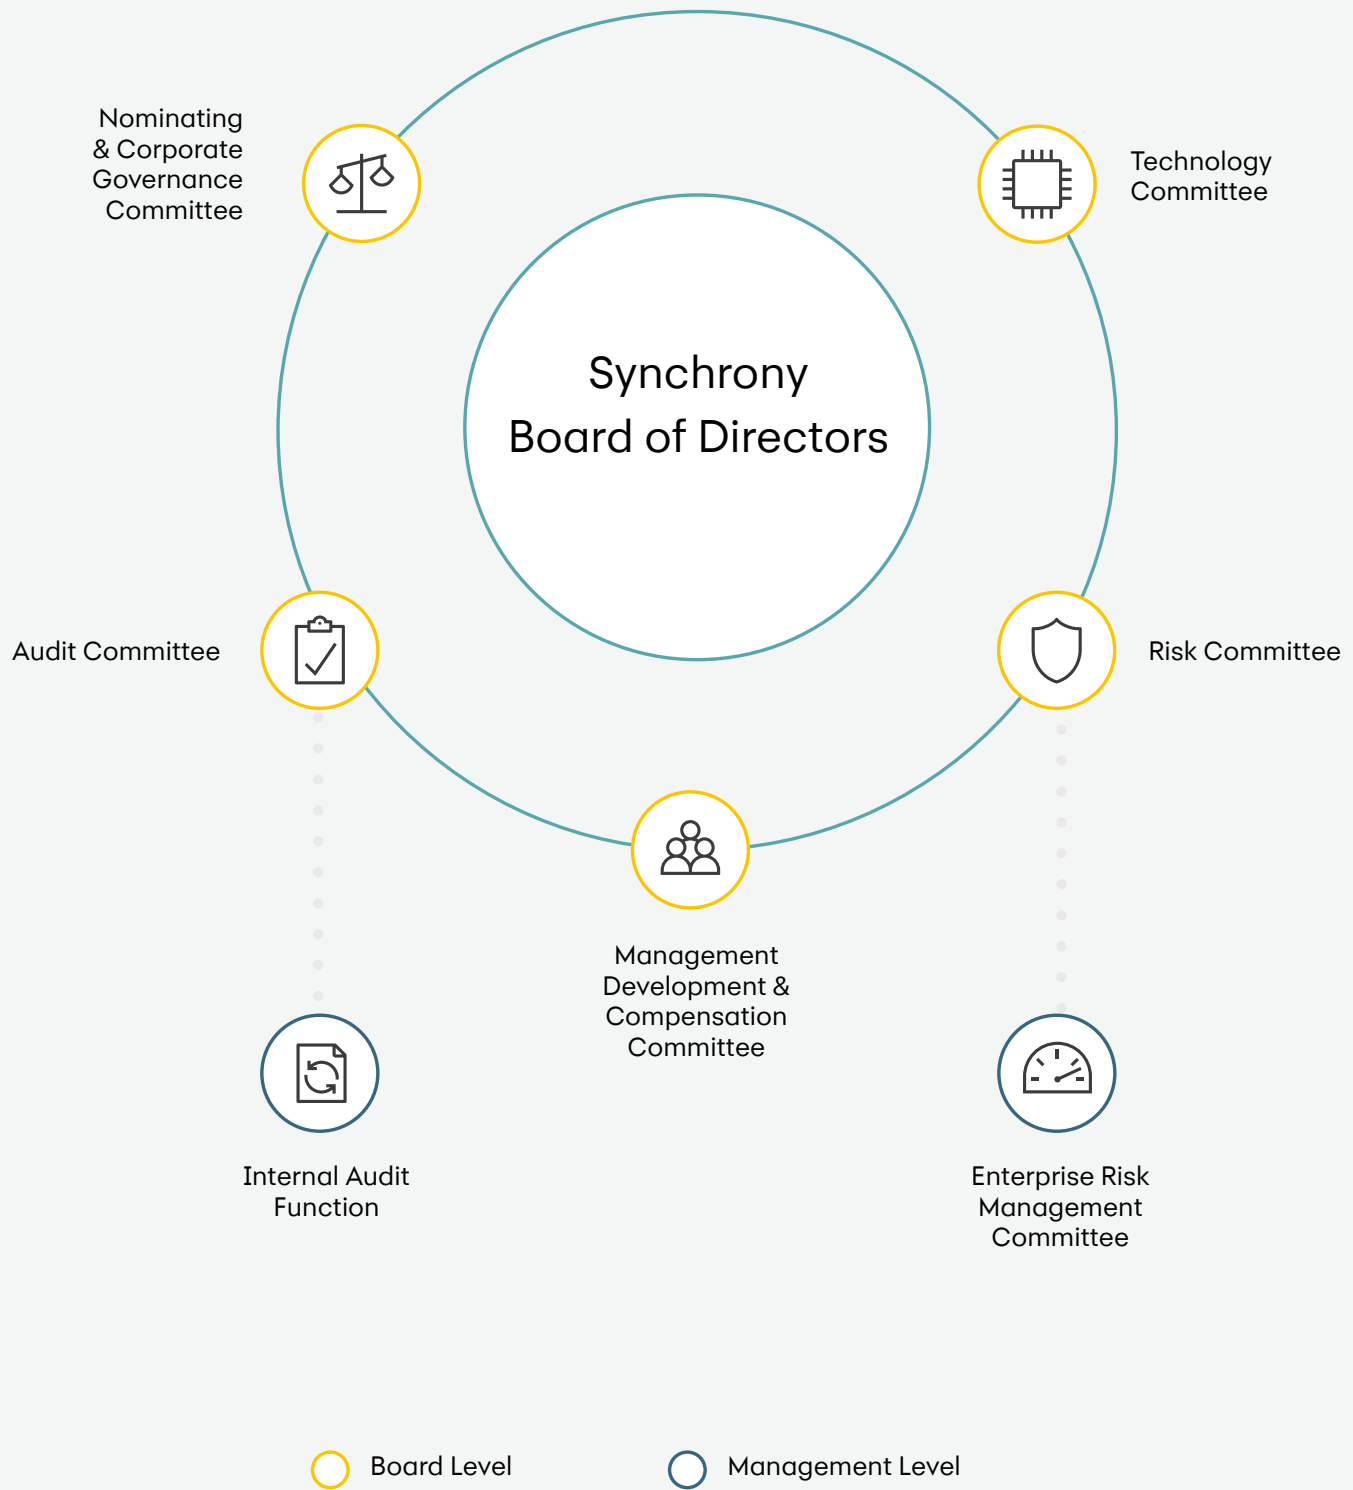 Nominating
& Corporate
Governance
Committee
Technology
Committee
Synchrony
Board of Directors
Audit Committee
Risk Committee
Management
Development &
Compensation
Committee
Internal Audit
Function
Enterprise Risk
Management
Committee
Board Level
Management Level